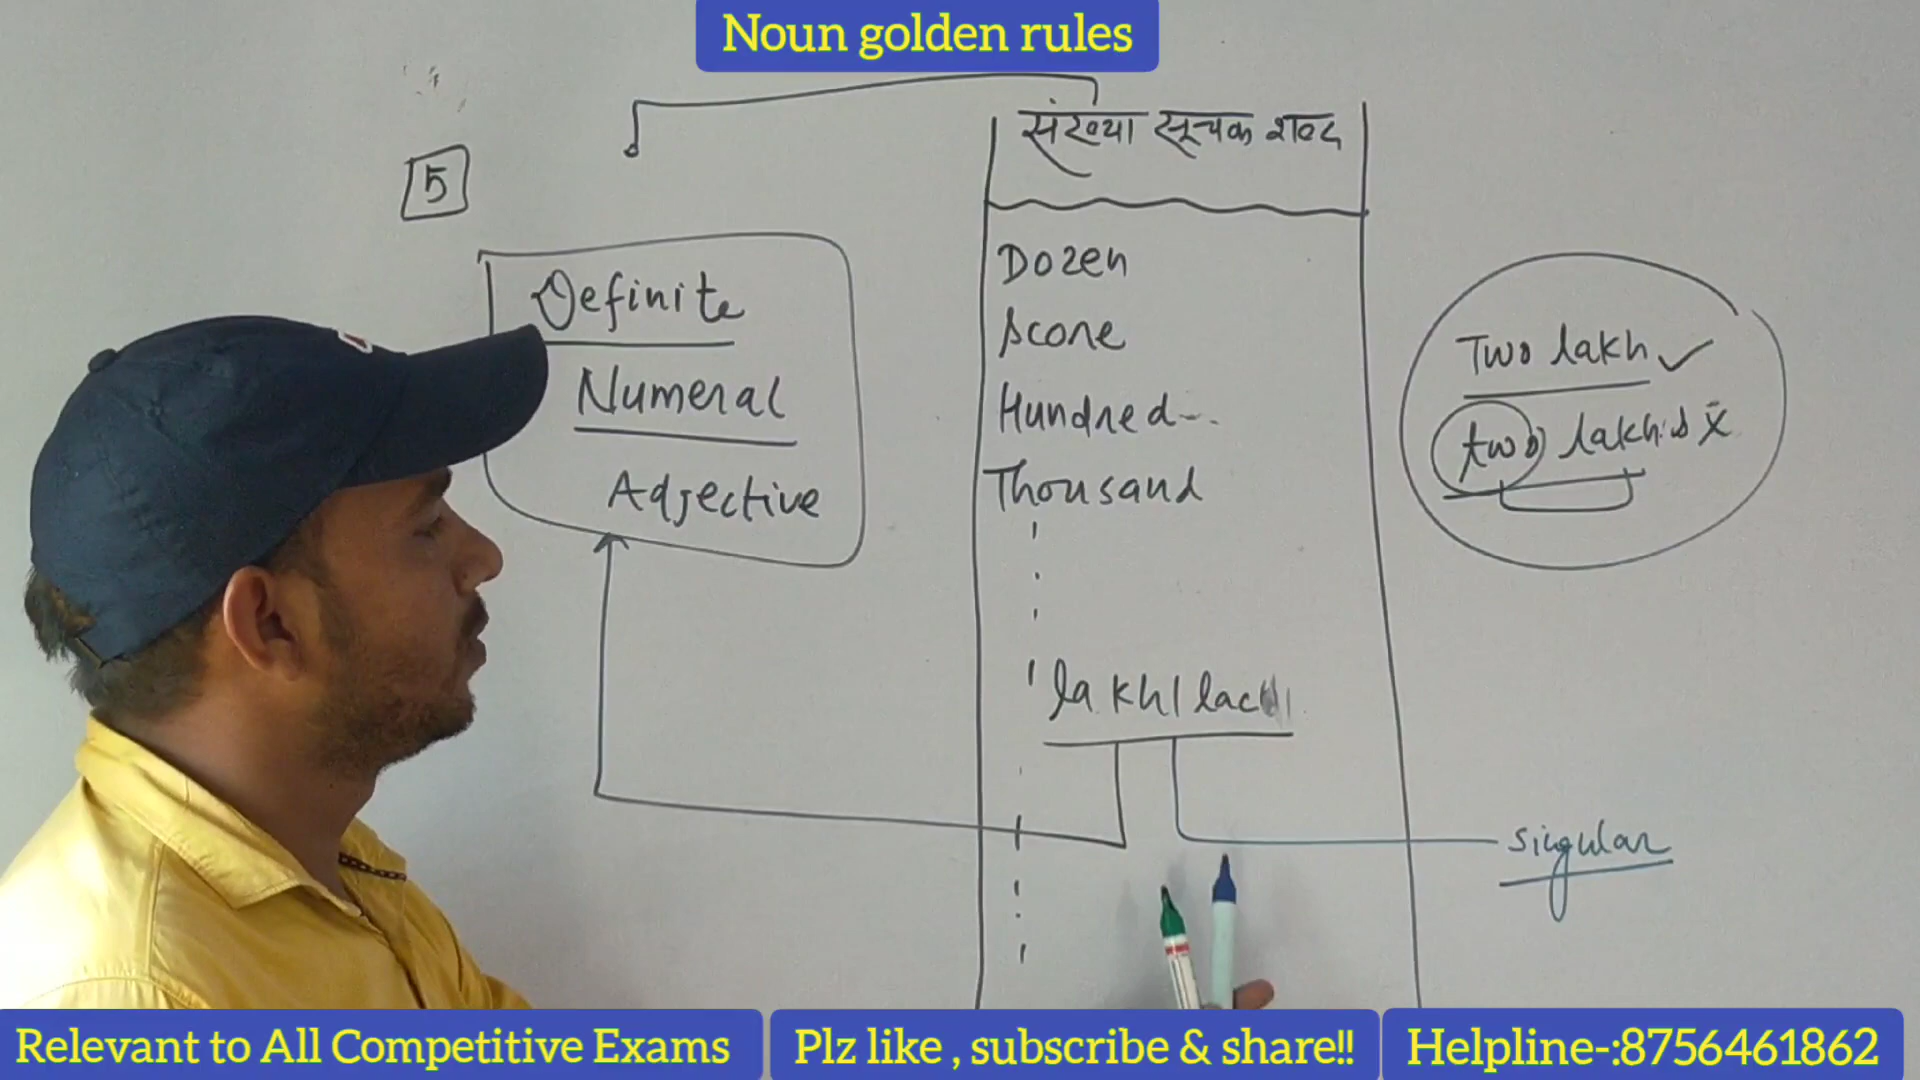 Noun golden rules
संख्या सूचक शब्द
5
Definite
Numeral
Adjective
Dozen
Score
Hundred--.
Thousand
lakh/lac
Two lakh ✓
two lakhs x
singular
Relevant to All Competitive Exams
Plz like , subscribe & share!!
Helpline-:8756461862